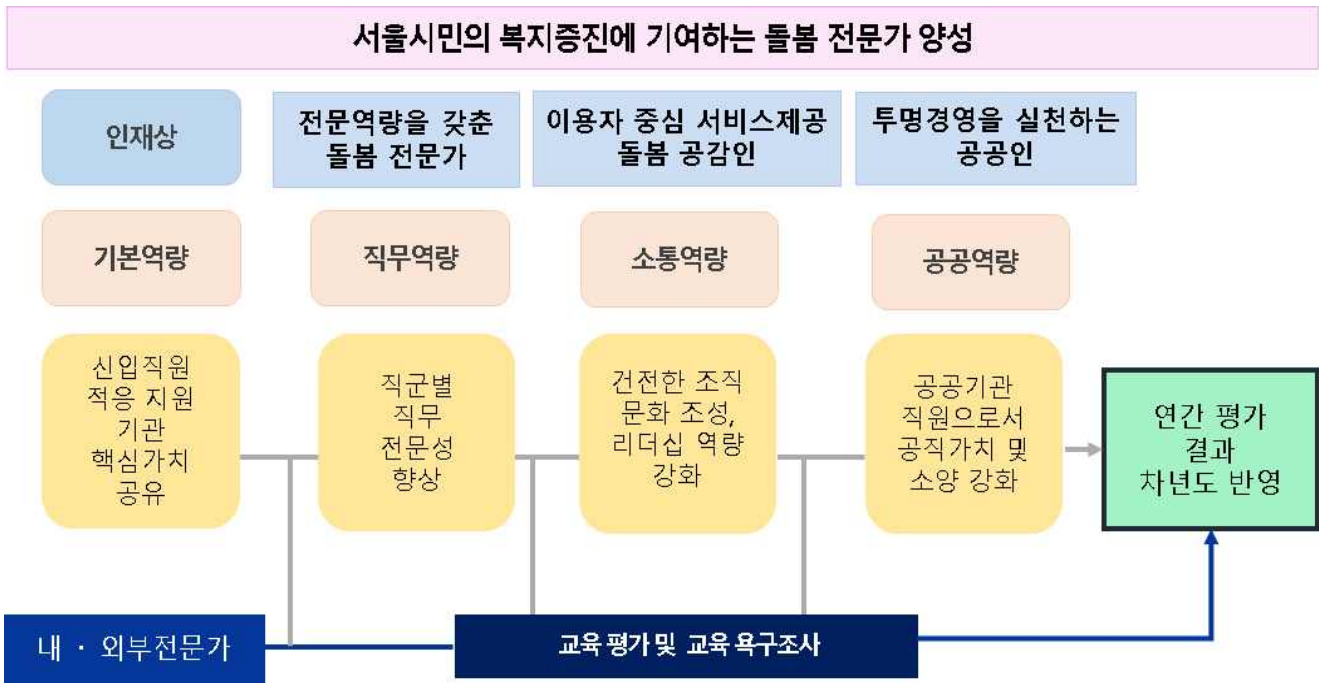 서울시민의 복지증진에 기여하는 돌봄 전문가 양성
인재상
전문역량을 갖춘
돌봄 전문가
이용자 중심 서비스제공
돌봄 공감인
투명경영을 실천하는
공공인
기본역량
직무역량
소통역량
공공역량
신입직원
적응 지원
기관
핵심가치
공유
직군별
직무
전문성
향상
건전한 조직
문화 조성,
리더십 역량
강화
공공기관
직원으로서
공직가치 및
소양 강화
연간 평가
결과
차년도 반영
내 · 외부전문가
교육 평가 및 교육 욕구조사